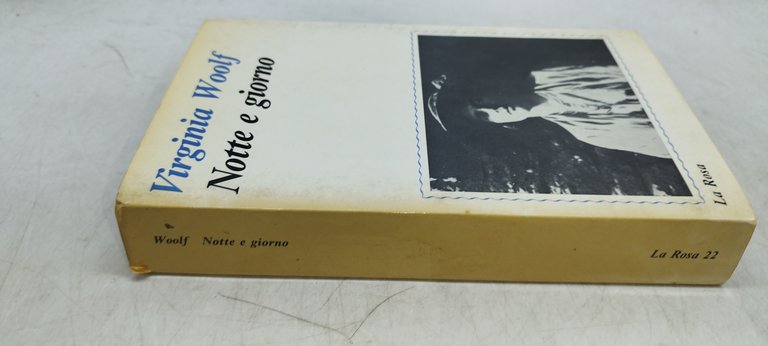 Virginia Woolf
Notte e giorno
La Rosa
Woolf Notte e giorno
La Rosa 22